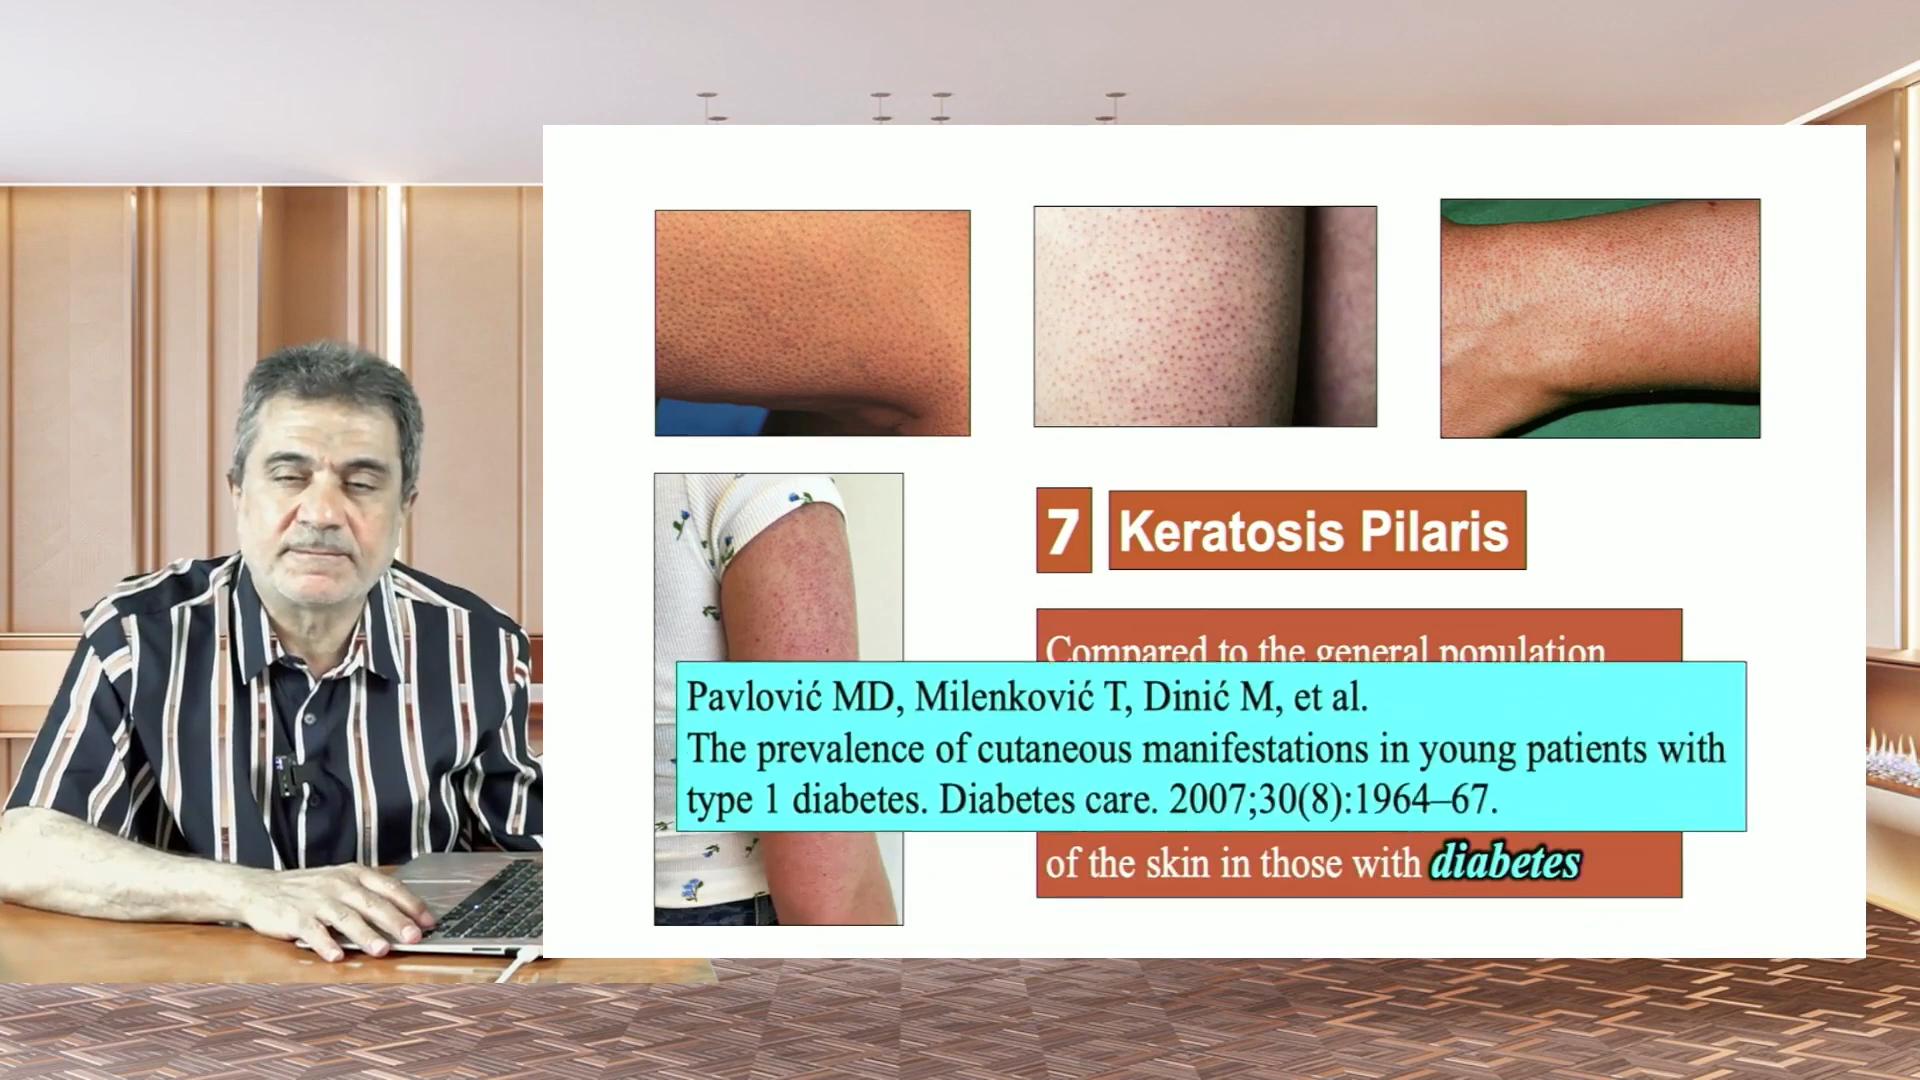 7 Keratosis Pilaris
Compared to the general population
Pavlović MD, Milenković T, Dinić M, et al.
The prevalence of cutaneous manifestations in young patients with
type 1 diabetes. Diabetes care. 2007;30(8):1964–67.
of the skin in those with diabetes